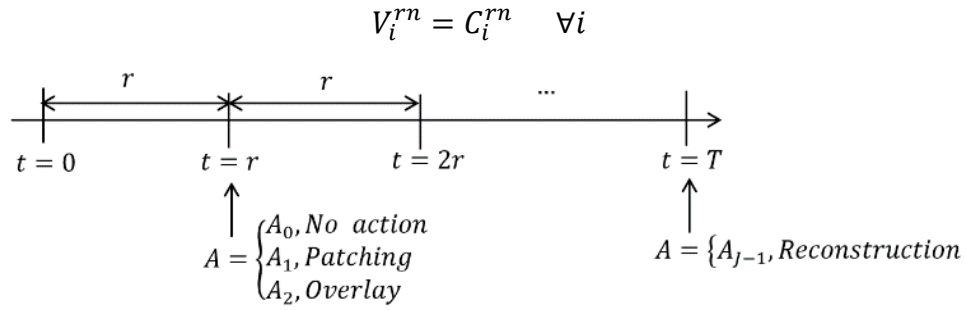 V_i^{rn} = C_i^{rn} ∀i
r r ...
t = 0 t = r t = 2r t = T
A = { A_0, No action
A_1, Patching
A_2, Overlay
A = {A_{J-1}, Reconstruction